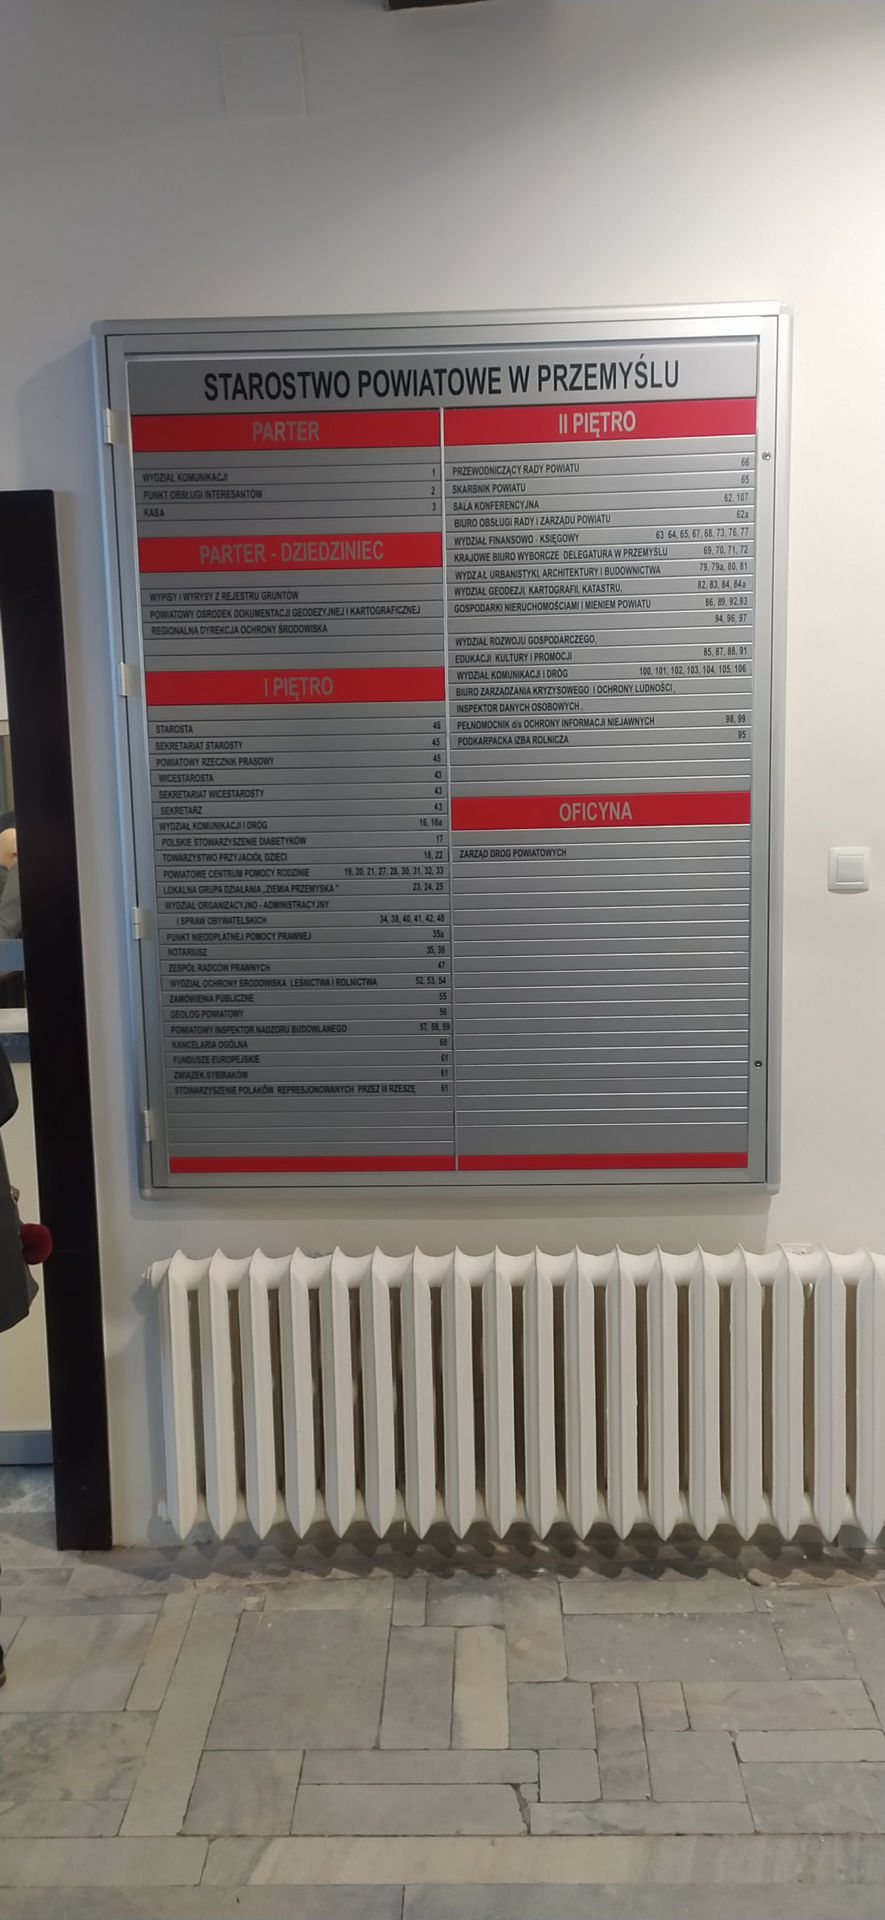 STAROSTWO POWIATOWE W PRZEMYŚLU
PARTER
WYDZIAŁ KOMUNIKACJI 1
PUNKT OBSŁUGI INTERESANTÓW 2
KASA 3
PARTER - DZIEDZINIEC
WYPISY I WYRYSY Z REJESTRU GRUNTÓW
POWIATOWY OŚRODEK DOKUMENTACJI GEODEZYJNEJ I KARTOGRAFICZNEJ
REGIONALNA DYREKCJA OCHRONY ŚRODOWISKA
I PIĘTRO
STAROSTA 46
SEKRETARIAT STAROSTY 45
POWIATOWY RZECZNIK PRASOWY 45
WICESTAROSTA 43
SEKRETARIAT WICESTAROSTY 43
SEKRETARZ 43
WYDZIAŁ KOMUNIKACJI I DRÓG 16, 16a
POLSKIE STOWARZYSZENIE DIABETYKÓW 17
TOWARZYSTWO PRZYJACIÓŁ DZIECI 18, 22
POWIATOWE CENTRUM POMOCY RODZINIE 19, 20, 21, 27, 28, 30, 31, 32, 33
LOKALNA GRUPA DZIAŁANIA „ZIEMIA PRZEMYSKA" 23, 24, 25
WYDZIAŁ ORGANIZACYJNO - ADMINISTRACYJNY
I SPRAW OBYWATELSKICH 34, 38, 40, 41, 42, 48
PUNKT NIEODPŁATNEJ POMOCY PRAWNEJ 35a
NOTARIUSZ 35, 36
ZESPÓŁ RADCÓW PRAWNYCH 47
WYDZIAŁ OCHRONY ŚRODOWISKA LEŚNICTWA I ROLNICTWA 52, 53, 54
ZAMÓWIENIA PUBLICZNE 55
GEOLOG POWIATOWY 56
POWIATOWY INSPEKTOR NADZORU BUDOWLANEGO 57, 58, 59
KANCELARIA OGÓLNA 60
FUNDUSZE EUROPEJSKIE 61
ZWIĄZEK SYBIRAKÓW 61
STOWARZYSZENIE POLAKÓW REPRESJONOWANYCH PRZEZ III RZESZĘ 61
II PIĘTRO
PRZEWODNICZĄCY RADY POWIATU 66
SKARBNIK POWIATU 65
SALA KONFERENCYJNA 62, 107
BIURO OBSŁUGI RADY I ZARZĄDU POWIATU 62a
WYDZIAŁ FINANSOWO - KSIĘGOWY 63 64, 65, 67, 68, 73, 76, 77
KRAJOWE BIURO WYBORCZE DELEGATURA W PRZEMYŚLU 69, 70, 71, 72
WYDZAŁ URBANISTYKI, ARCHITEKTURY I BUDOWNICTWA 79, 79a, 80, 81
WYDZIAŁ GEODEZJI, KARTOGRAFII, KATASTRU, 82, 83, 84, 84a
GOSPODARKI NIERUCHOMOŚCIAMI I MIENIEM POWIATU 86, 89, 92,93
94, 96, 97
WYDZIAŁ ROZWOJU GOSPODARCZEGO,
EDUKACJI KULTURY I PROMOCJI 85, 87, 88, 91
WYDZIAŁ KOMUNIKACJI I DRÓG 100, 101, 102, 103, 104, 105, 106
BIURO ZARZĄDZANIA KRYZYSOWEGO I OCHRONY LUDNOŚCI,
INSPEKTOR DANYCH OSOBOWYCH,
PEŁNOMOCNIK d/s OCHRONY INFORMACJI NIEJAWNYCH 98, 99
PODKARPACKA IZBA ROLNICZA 95
OFICYNA
ZARZĄD DRÓG POWIATOWYCH